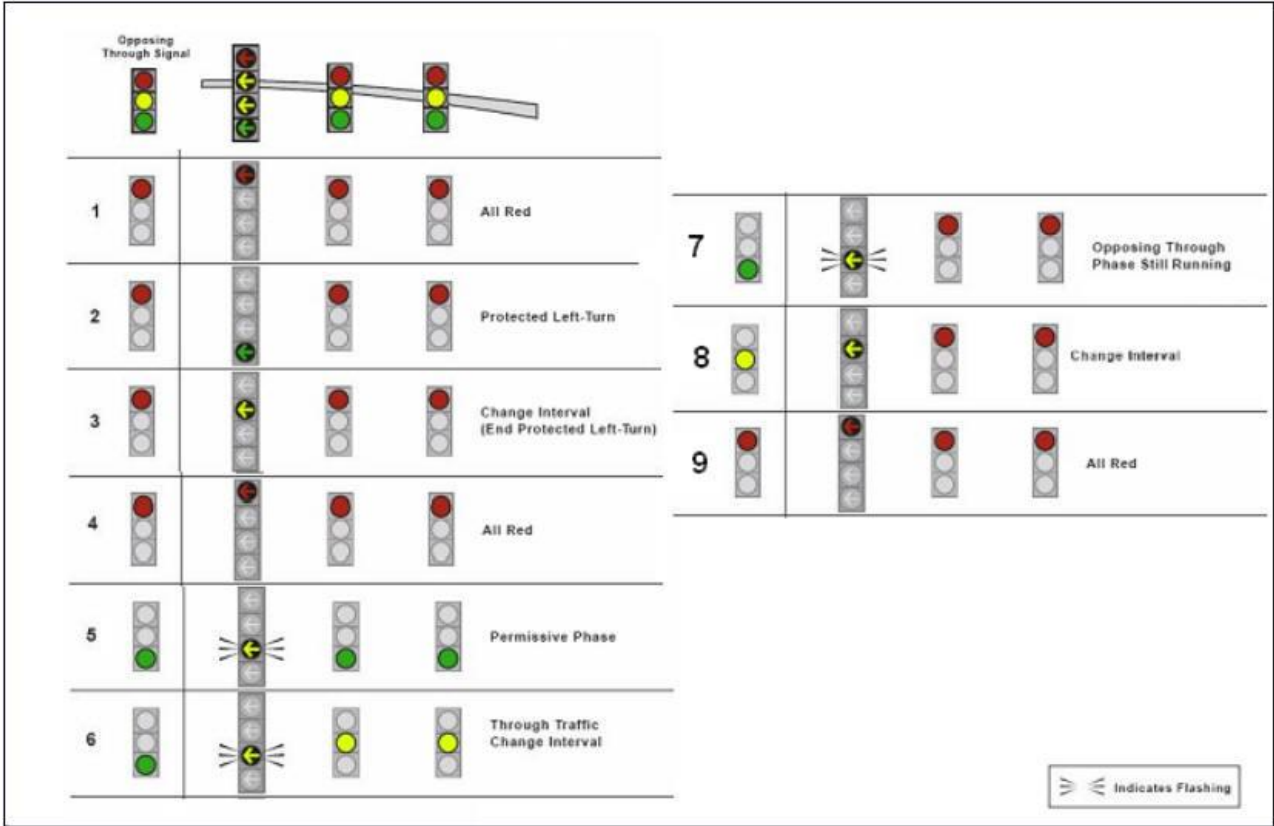 Opposing
Through Signal
1
All Red
2
Protected Left-Turn
3
Change Interval
(End Protected Left-Turn)
4
All Red
5
Permissive Phase
6
Through Traffic
Change Interval
7
Opposing Through
Phase Still Running
8
Change Interval
9
All Red
Indicates Flashing